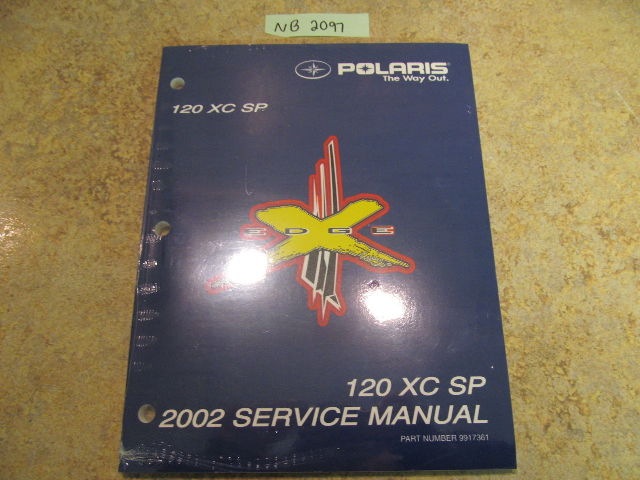 NB 2097
POLARIS
The Way Out.
120 XC SP
EDGE X
120 XC SP
2002 SERVICE MANUAL
PART NUMBER 9917361